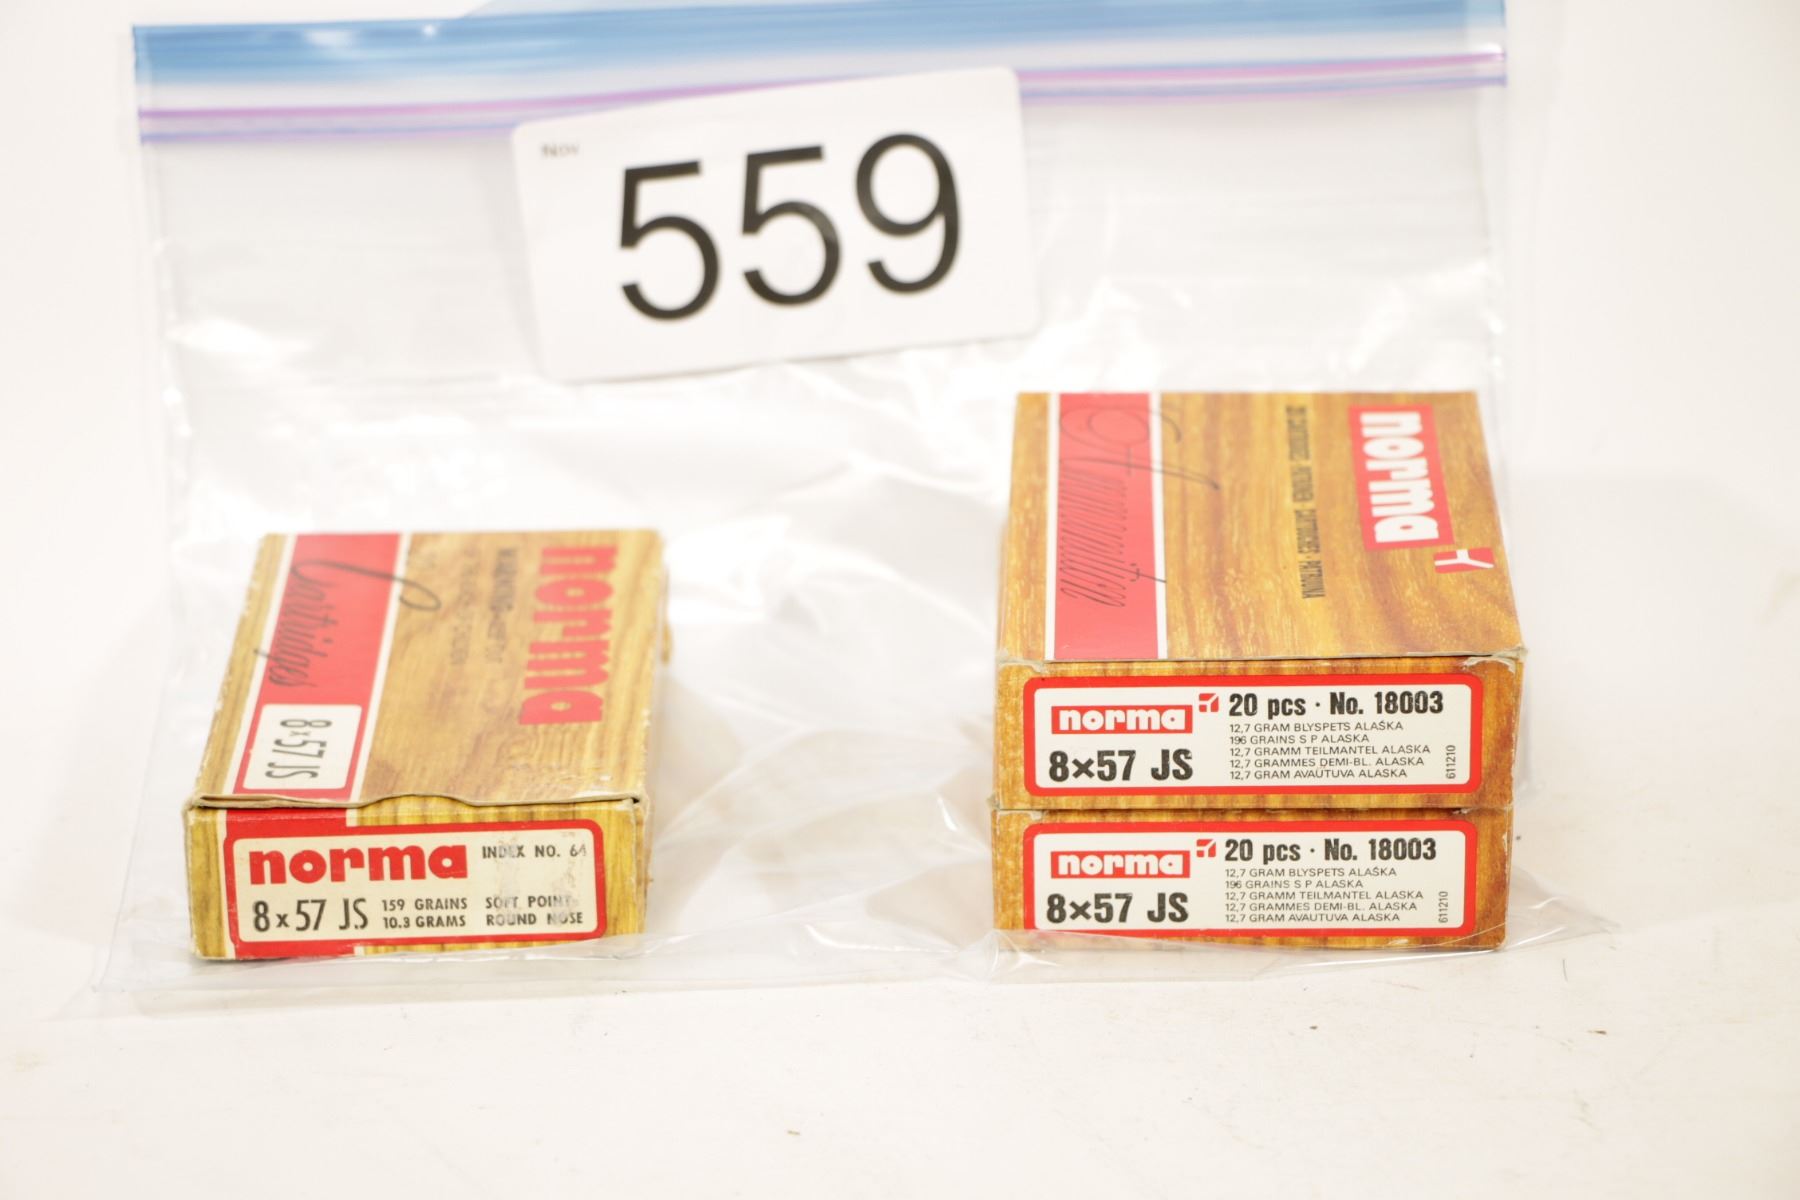 Nov
559
norma
Cartridges
8x57 JS
norma INDEX NO. 64
8 x 57 JS 159 GRAINS SOFT POINT
10.3 GRAMS ROUND NOSE
norma
Ammunition
norma 20 pcs · No. 18003
12,7 GRAM BLYSPETS ALASKA
196 GRAINS S P ALASKA
8×57 JS 12,7 GRAMM TEILMANTEL ALASKA
12,7 GRAMMES DEMI-BL. ALASKA
12,7 GRAM AVAUTUVA ALASKA
611210
norma 20 pcs · No. 18003
12,7 GRAM BLYSPETS ALASKA
196 GRAINS S P ALASKA
8×57 JS 12,7 GRAMM TEILMANTEL ALASKA
12,7 GRAMMES DEMI-BL. ALASKA
12,7 GRAM AVAUTUVA ALASKA
611210